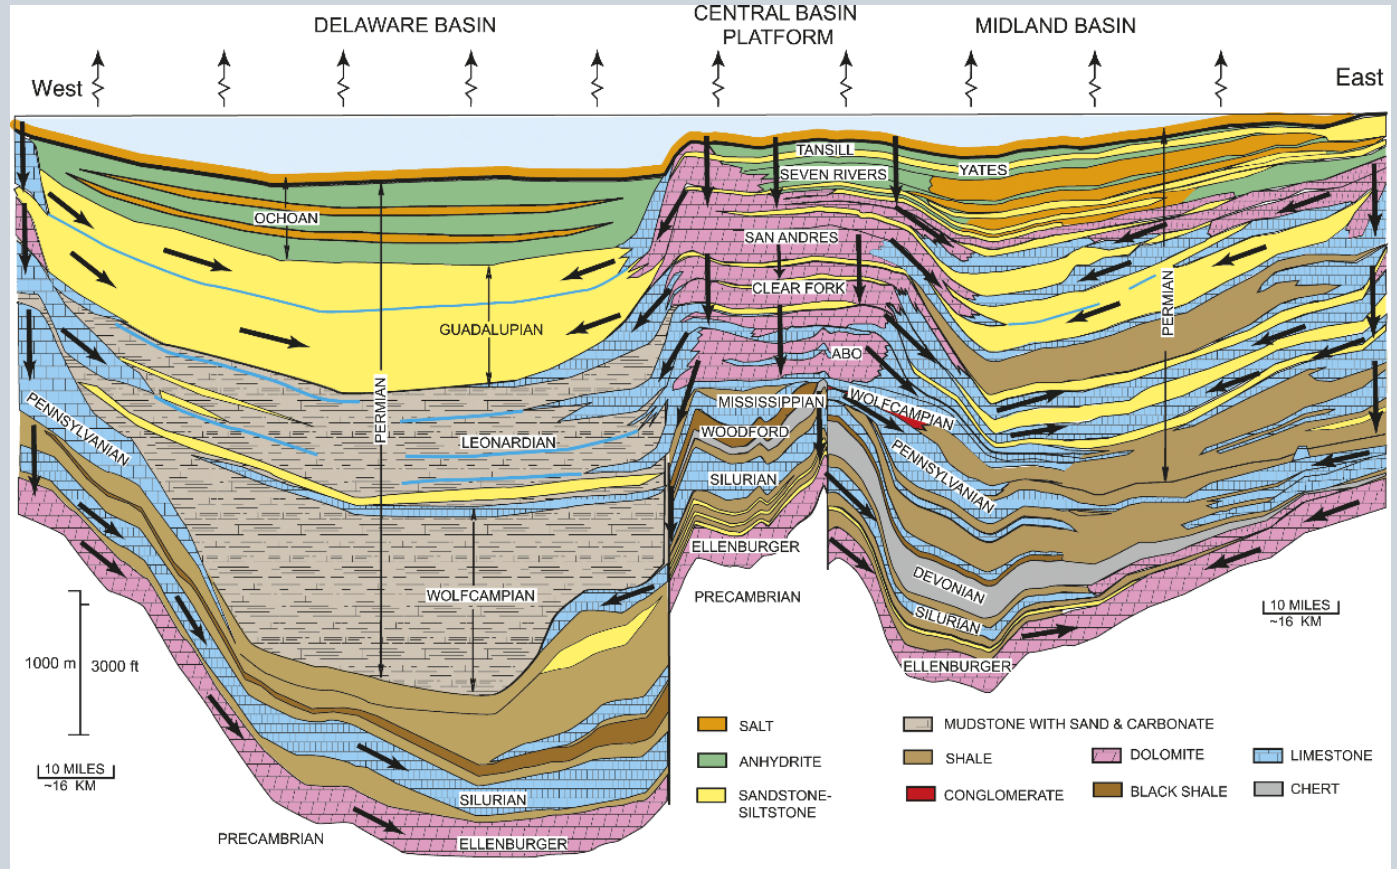 DELAWARE BASIN
CENTRAL BASIN
PLATFORM
MIDLAND BASIN
West
East
TANSILL
YATES
SEVEN RIVERS
OCHOAN
SAN ANDRES
CLEAR FORK
GUADALUPIAN
PERMIAN
PERMIAN
ABO
MISSISSIPPIAN
WOLFCAMPIAN
PENNSYLVANIAN
WOODFORD
LEONARDIAN
PENNSYLVANIAN
SILURIAN
ELLENBURGER
DEVONIAN
WOLFCAMPIAN
PRECAMBRIAN
SILURIAN
10 MILES
~16 KM
1000 m
3000 ft
ELLENBURGER
SALT
MUDSTONE WITH SAND & CARBONATE
ANHYDRITE
SHALE
DOLOMITE
LIMESTONE
10 MILES
~16 KM
SANDSTONE-
SILTSTONE
CONGLOMERATE
BLACK SHALE
CHERT
SILURIAN
PRECAMBRIAN
ELLENBURGER